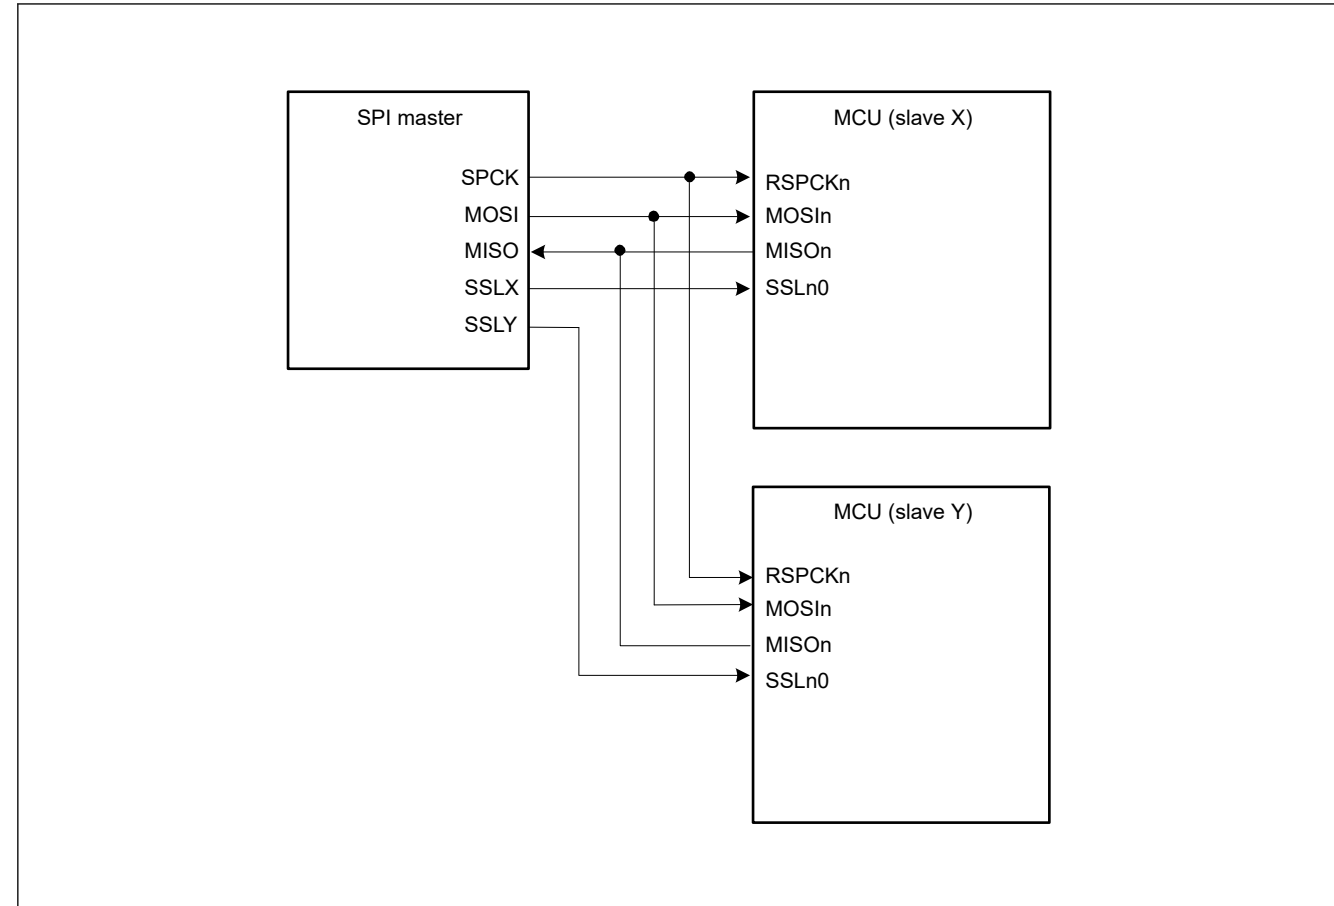 SPI master
SPCK
MOSI
MISO
SSLX
SSLY
MCU (slave X)
RSPCKn
MOSIn
MISOn
SSLn0
MCU (slave Y)
RSPCKn
MOSIn
MISOn
SSLn0